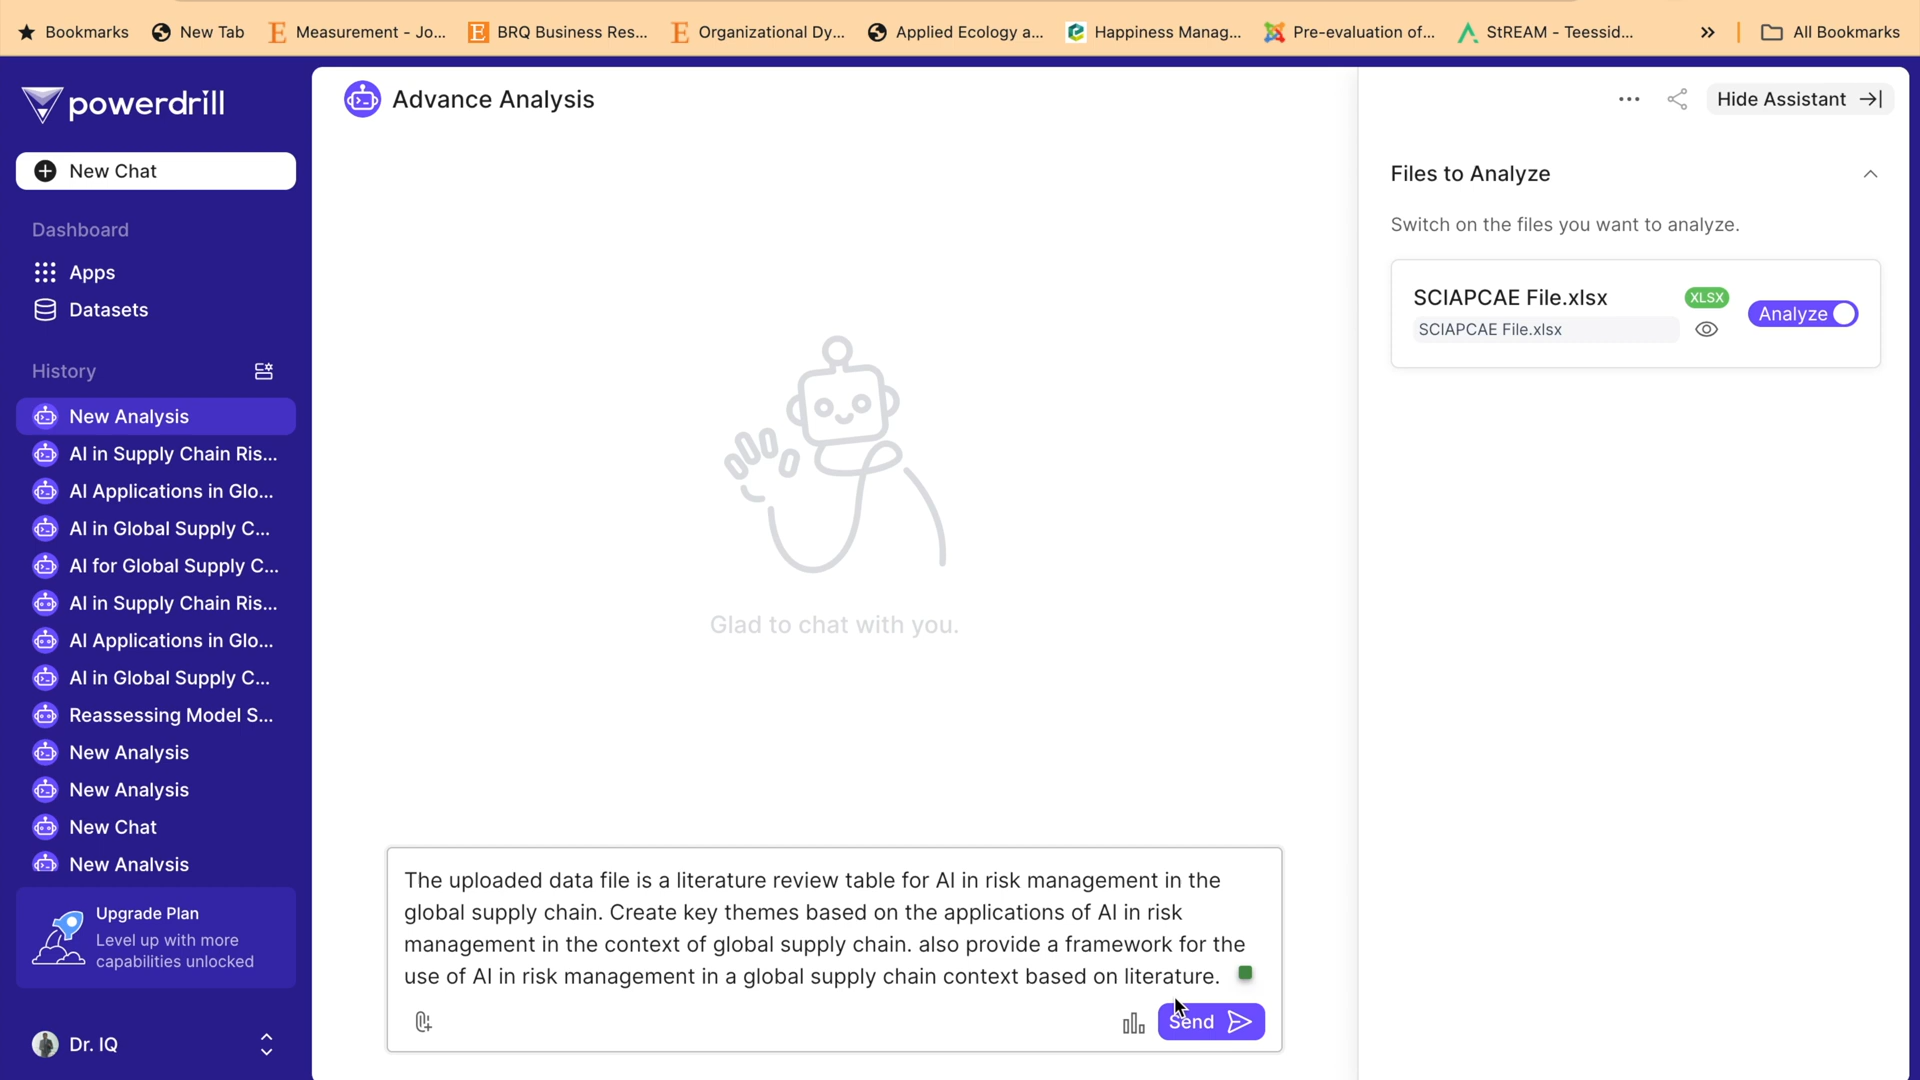 Bookmarks New Tab Measurement - Jo... BRQ Business Res... Organizational Dy... Applied Ecology a... Happiness Manag... Pre-evaluation of... StREAM - Teessid... » All Bookmarks
powerdrill
New Chat
Dashboard
Apps
Datasets
History
New Analysis
AI in Supply Chain Ris...
AI Applications in Glo...
AI in Global Supply C...
AI for Global Supply C...
AI in Supply Chain Ris...
AI Applications in Glo...
AI in Global Supply C...
Reassessing Model S...
New Analysis
New Analysis
New Chat
New Analysis
Upgrade Plan
Level up with more
capabilities unlocked
Dr. IQ
Advance Analysis
Glad to chat with you.
The uploaded data file is a literature review table for AI in risk management in the
global supply chain. Create key themes based on the applications of AI in risk
management in the context of global supply chain. also provide a framework for the
use of AI in risk management in a global supply chain context based on literature.
Send
Hide Assistant
Files to Analyze
Switch on the files you want to analyze.
SCIAPCAE File.xlsx XLSX
SCIAPCAE File.xlsx
Analyze